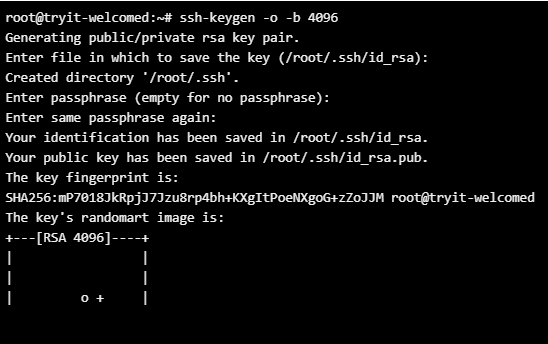 root@tryit-welcomed:~# ssh-keygen -o -b 4096
Generating public/private rsa key pair.
Enter file in which to save the key (/root/.ssh/id_rsa):
Created directory '/root/.ssh'.
Enter passphrase (empty for no passphrase):
Enter same passphrase again:
Your identification has been saved in /root/.ssh/id_rsa.
Your public key has been saved in /root/.ssh/id_rsa.pub.
The key fingerprint is:
SHA256:mP7018JkRpjJ7Jzu8rp4bh+KXgItPoeNXgoG+zZoJJM root@tryit-welcomed
The key's randomart image is:
+---[RSA 4096]----+
|                 |
|                 |
|         o +     |